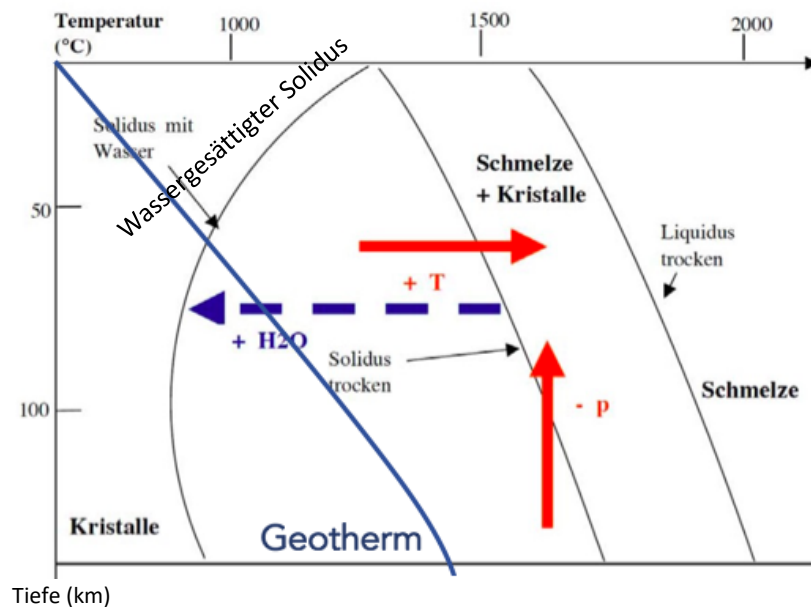 Temperatur
(°C)
1000
1500
2000
Wassergesättigter Solidus
Solidus mit
Wasser
Schmelze
+ Kristalle
50
Liquidus
trocken
+ T
+ H2O
Solidus
trocken
Schmelze
100
- p
Kristalle
Geotherm
Tiefe (km)